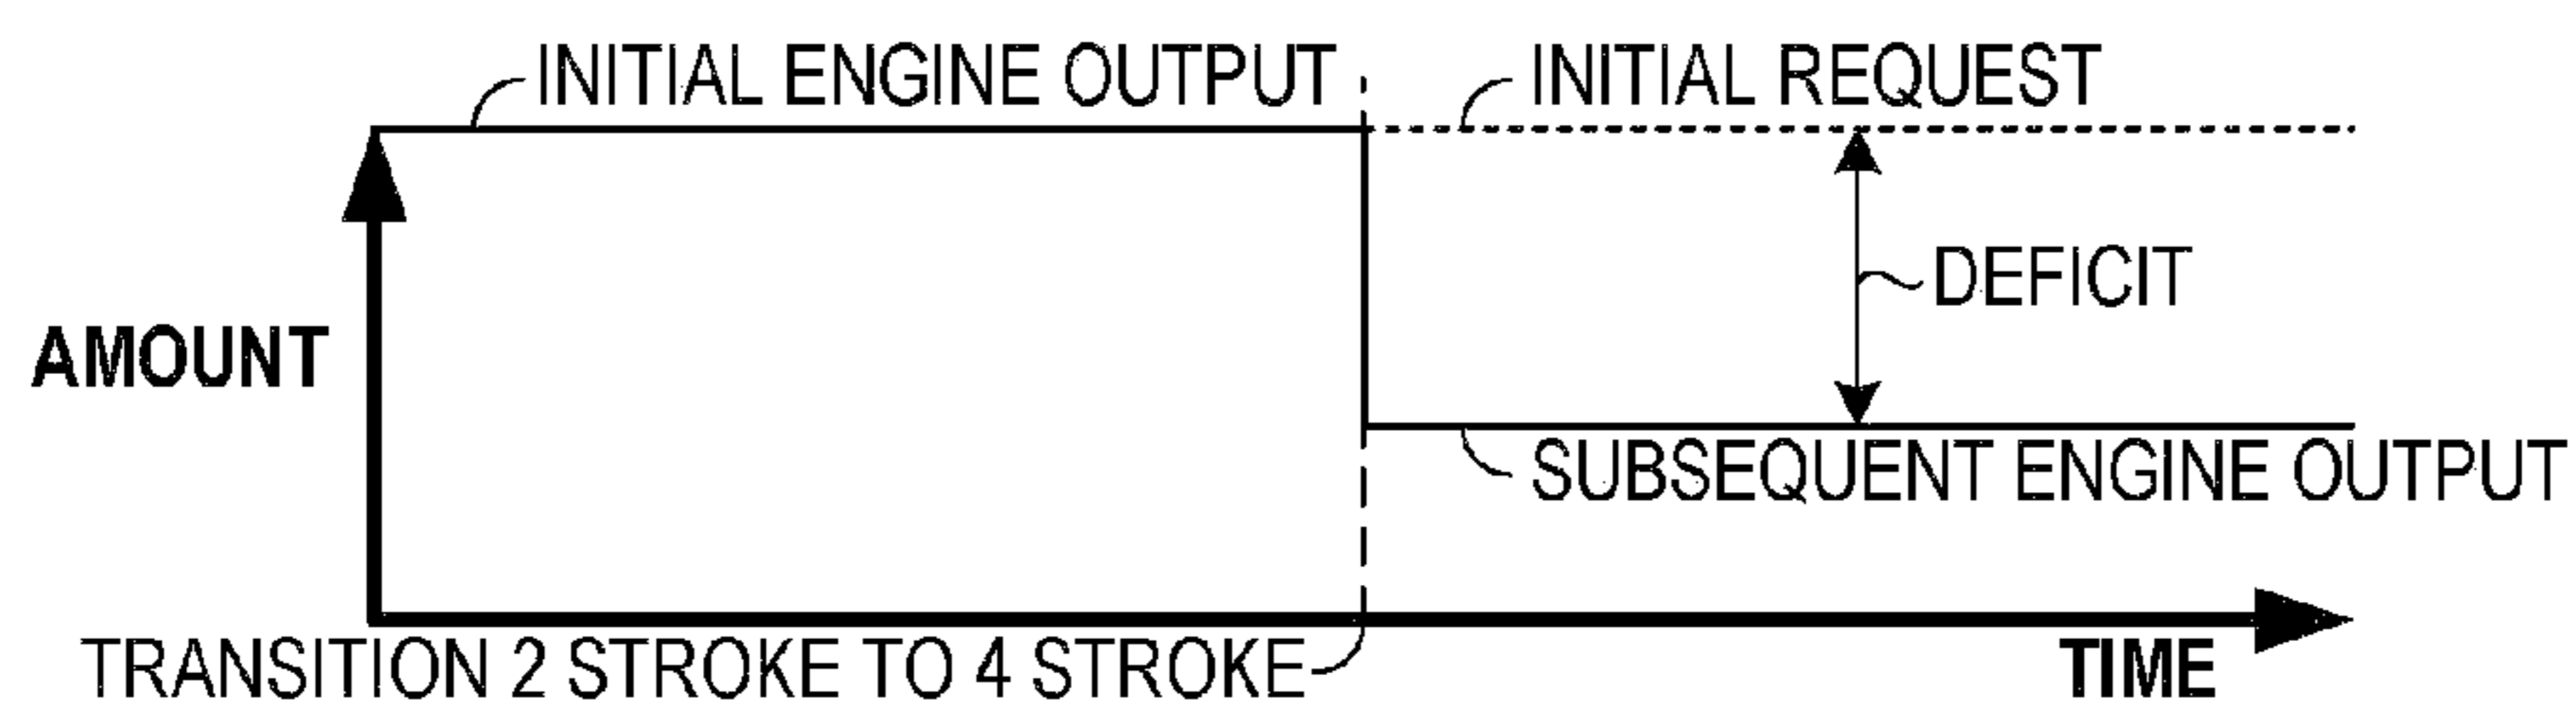 INITIAL ENGINE OUTPUT
INITIAL REQUEST
DEFICIT
AMOUNT
SUBSEQUENT ENGINE OUTPUT
TRANSITION 2 STROKE TO 4 STROKE
TIME